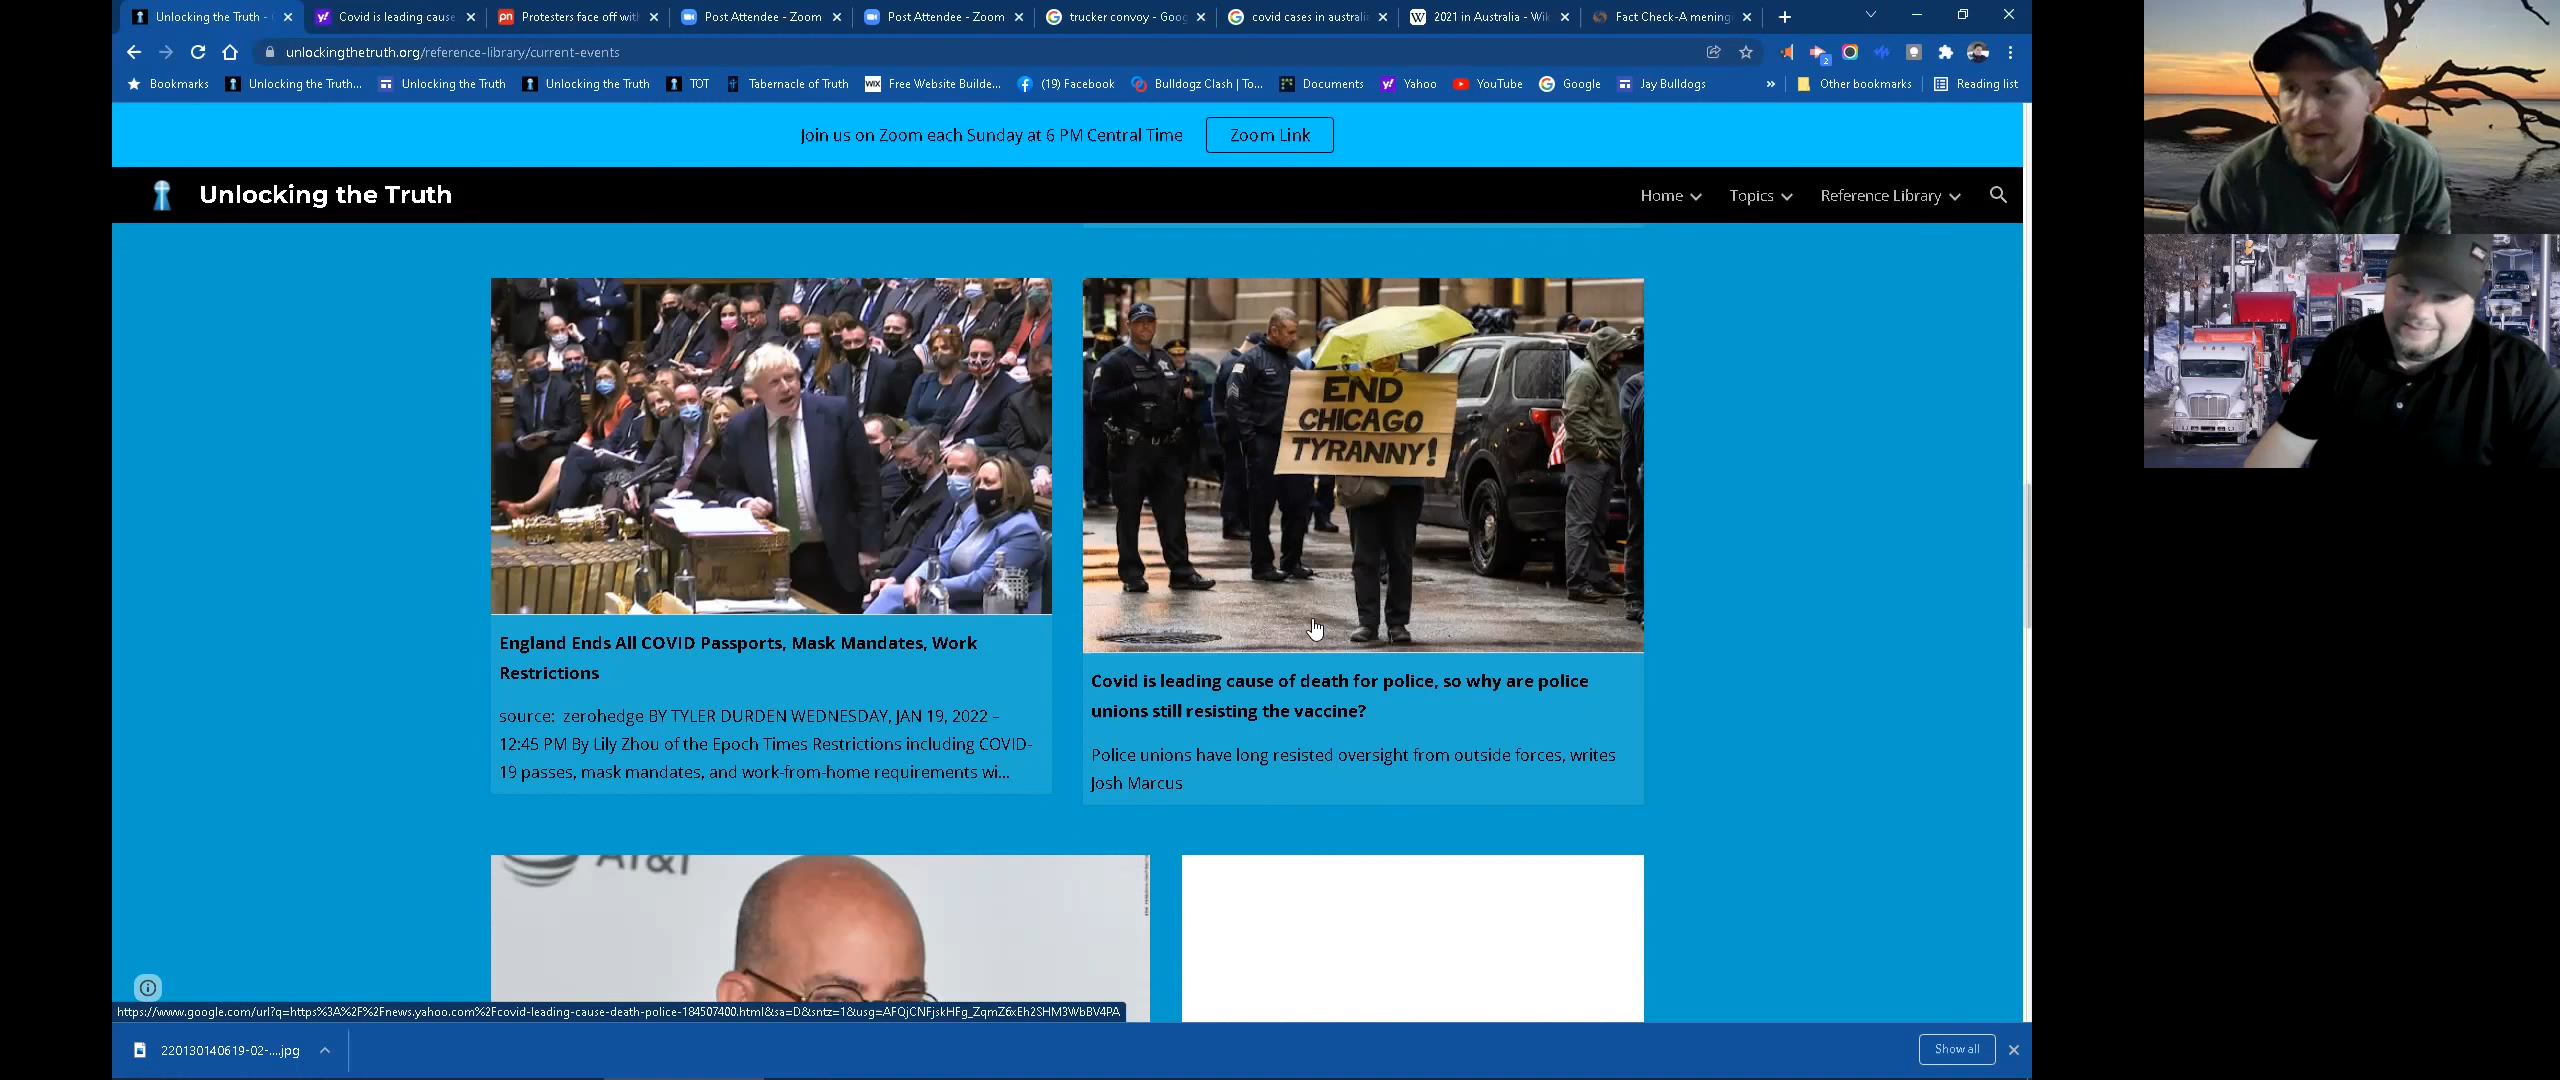 Unlocking the Truth -
Covid is leading cause
Protesters face off with
Post Attendee - Zoom
Post Attendee - Zoom
trucker convoy - Goog
covid cases in australi
2021 in Australia - Wik
Fact Check-A mening
unlockingthetruth.org/reference-library/current-events
Bookmarks
Unlocking the Truth...
Unlocking the Truth
Unlocking the Truth
TOT
Tabernacle of Truth
Free Website Builde...
(19) Facebook
Bulldogz Clash | To...
Documents
Yahoo
YouTube
Google
Jay Bulldogs
»
Other bookmarks
Reading list
Join us on Zoom each Sunday at 6 PM Central Time
Zoom Link
Unlocking the Truth
Home
Topics
Reference Library
END
CHICAGO
TYRANNY!
England Ends All COVID Passports, Mask Mandates, Work
Restrictions
source: zerohedge BY TYLER DURDEN WEDNESDAY, JAN 19, 2022 –
12:45 PM By Lily Zhou of the Epoch Times Restrictions including COVID-
19 passes, mask mandates, and work-from-home requirements wi...
Covid is leading cause of death for police, so why are police
unions still resisting the vaccine?
Police unions have long resisted oversight from outside forces, writes
Josh Marcus
AT&T
https://www.google.com/url?q=https%3A%2F%2Fnews.yahoo.com%2Fcovid-leading-cause-death-police-184507400.html&sa=D&sntz=1&usg=AFQjCNFjskHFg_ZqmZ6xEh2SHM3WbBV4PA
220130140619-02-....jpg
Show all